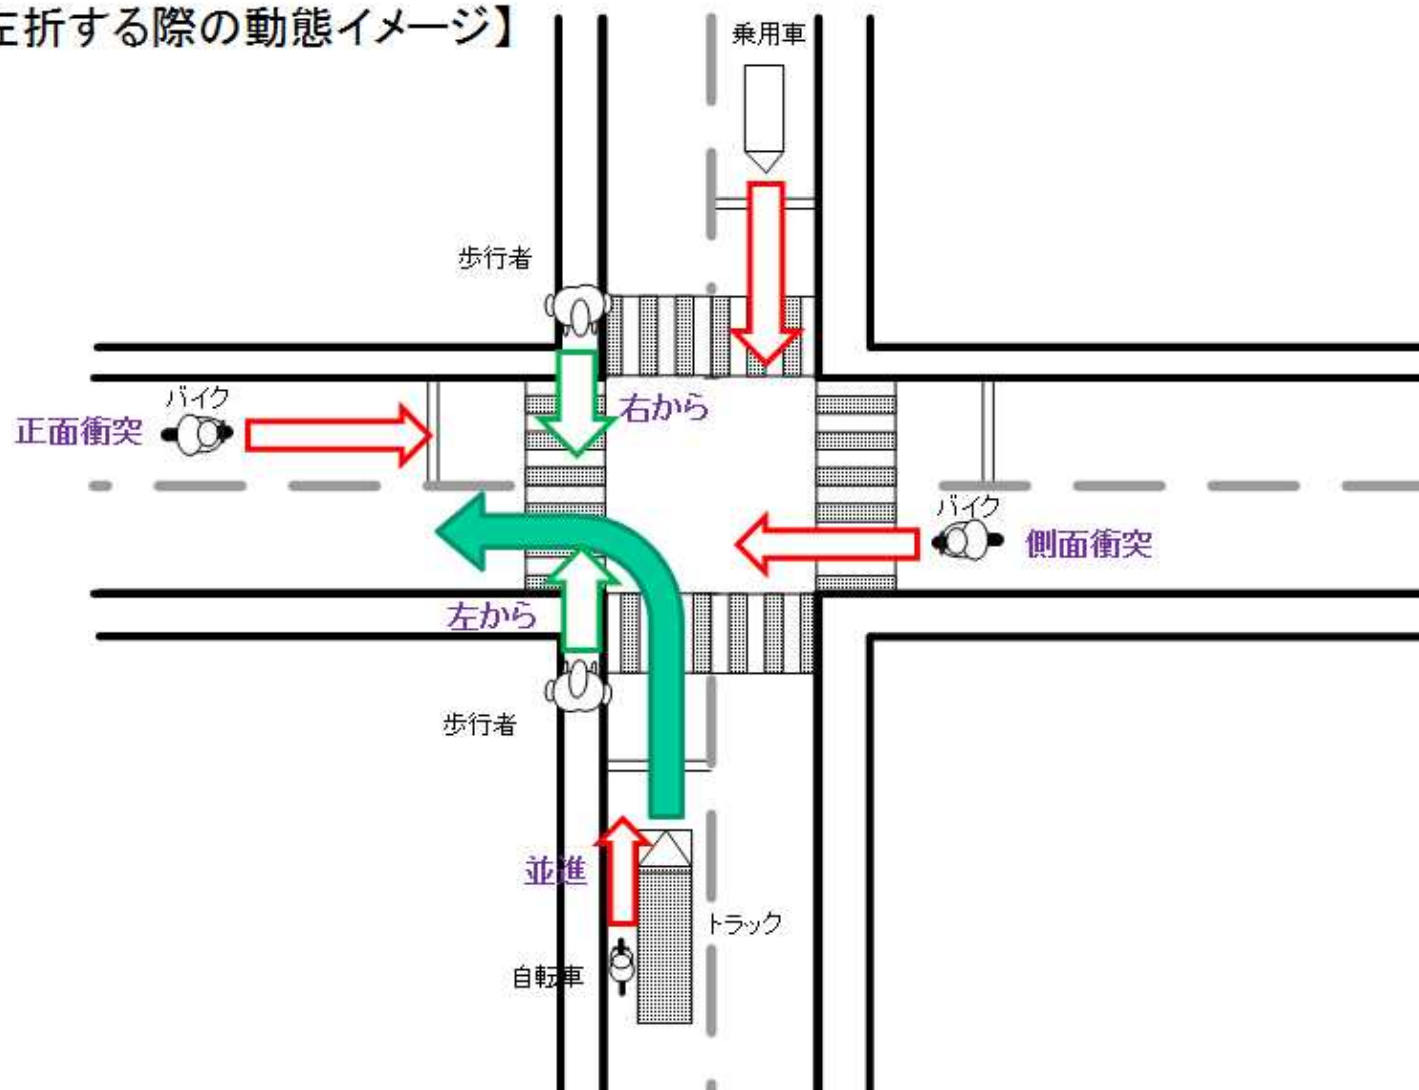 左折する際の動態イメージ】
乗用車
歩行者
バイク
右から
正面衝突
バイク
側面衝突
左から
歩行者
並進
トラック
自転車